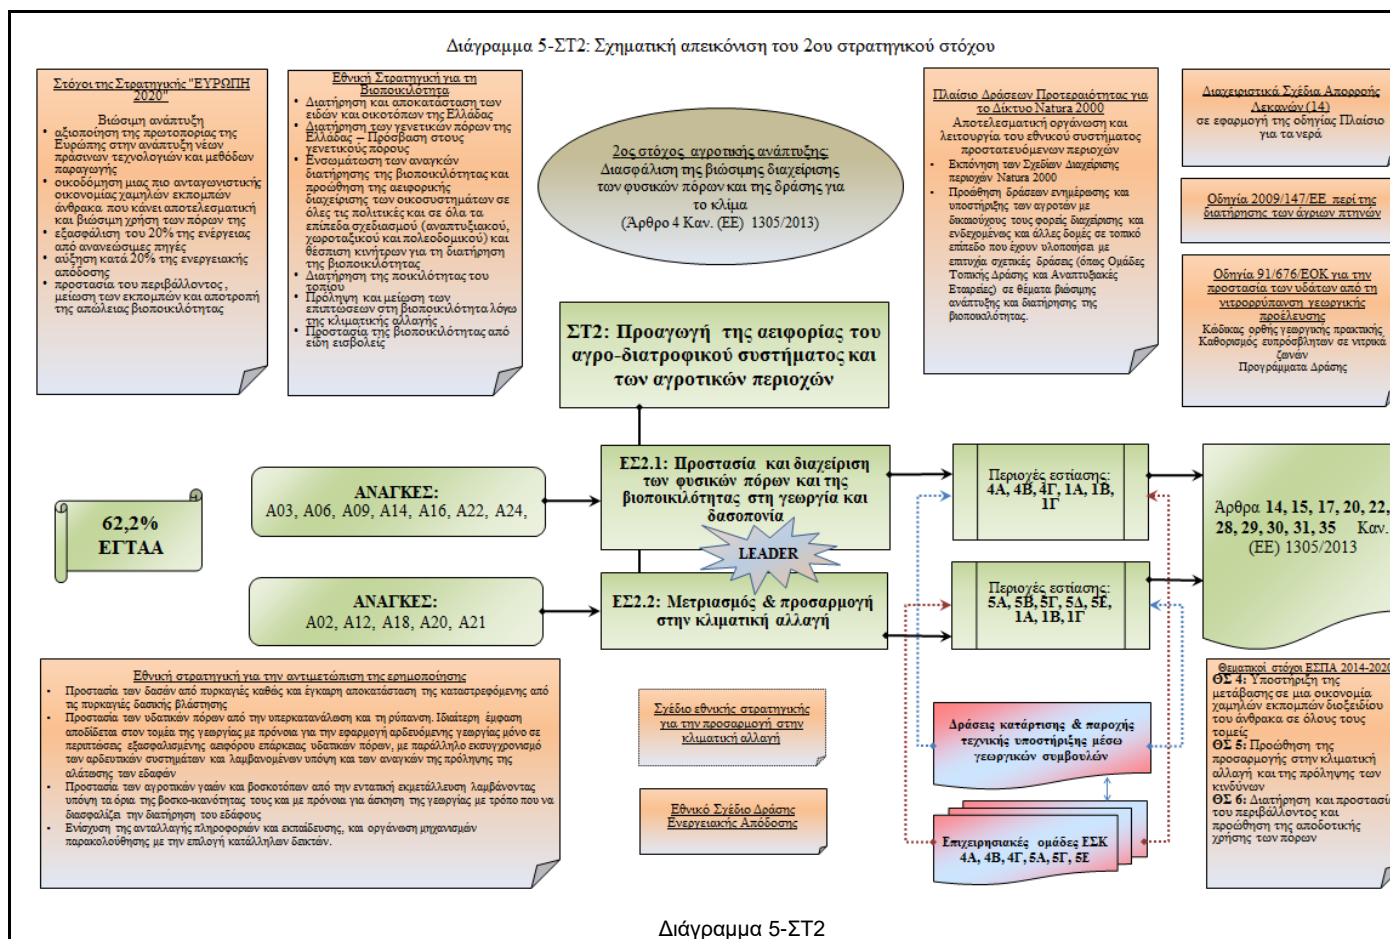 Διάγραμμα 5-ΣΤ2: Σχηματική απεικόνιση του 2ου στρατηγικού στόχου
Στόχοι της Στρατηγικής "ΕΥΡΩΠΗ
2020"
Βιώσιμη ανάπτυξη
• αξιοποίηση της πρωτοπορίας της
Ευρώπης στην ανάπτυξη νέων
πράσινων τεχνολογιών και μεθόδων
παραγωγής
• οικοδόμηση μιας πιο ανταγωνιστικής
οικονομίας χαμηλών εκπομπών
άνθρακα που κάνει αποτελεσματική
και βιώσιμη χρήση των πόρων της
• εξασφάλιση του 20% της ενέργειας
από ανανεώσιμες πηγές
• αύξηση κατά 20% της ενεργειακής
απόδοσης
• προστασία του περιβάλλοντος ,
μείωση των εκπομπών και αποτροπή
της απώλειας βιοποικιλότητας
Εθνική Στρατηγική για τη
Βιοποικιλότητα
• Διατήρηση και αποκατάσταση των
ειδών και οικοτόπων της Ελλάδας
• Διατήρηση των γενετικών πόρων της
Ελλάδας – Πρόσβαση στους
γενετικούς πόρους
• Ενσωμάτωση των αναγκών
διατήρησης της βιοποικιλότητας και
προώθηση της αειφορικής
διαχείρισης των οικοσυστημάτων σε
όλες τις πολιτικές και σε όλα τα
επίπεδα σχεδιασμού (αναπτυξιακού,
χωροταξικού και πολεοδομικού) και
θέσπιση κινήτρων για τη διατήρηση
της βιοποικιλότητας
• Διατήρηση της ποικιλότητας του
τοπίου
• Πρόληψη και μείωση των
επιπτώσεων στη βιοποικιλότητα λόγω
της κλιματικής αλλαγής
• Προστασία της βιοποικιλότητας από
είδη εισβολείς
2ος στόχος αγροτικής ανάπτυξης:
Διασφάλιση της βιώσιμης διαχείρισης
των φυσικών πόρων και της δράσης για
το κλίμα
(Άρθρο 4 Καν. (ΕΕ) 1305/2013)
Πλαίσιο Δράσεων Προτεραιότητας για
το Δίκτυο Natura 2000
Αποτελεσματική οργάνωση και
λειτουργία του εθνικού συστήματος
προστατευόμενων περιοχών
• Εκπόνηση των Σχεδίων Διαχείρισης
περιοχών Natura 2000
• Προώθηση δράσεων ενημέρωσης και
υποστήριξης των αγροτών με
δικαιούχους τους φορείς διαχείρισης και
ενδεχομένως και άλλες δομές σε τοπικό
επίπεδο που έχουν υλοποιήσει με
επιτυχία σχετικές δράσεις (όπως Ομάδες
Τοπικής Δράσης και Αναπτυξιακές
Εταιρείες) σε θέματα βιώσιμης
ανάπτυξης και διατήρησης της
βιοποικιλότητας.
Διαχειριστικά Σχέδια Απορροής
Λεκανών (14)
σε εφαρμογή της οδηγίας Πλαίσιο
για τα νερά
Οδηγία 2009/147/ΕΕ περί της
διατήρησης των άγριων πτηνών
Οδηγία 91/676/ΕΟΚ για την
προστασία των υδάτων από τη
νιτρορρύπανση γεωργικής
προέλευσης
Κώδικας ορθής γεωργικής πρακτικής
Καθορισμός ευπρόσβλητων σε νιτρικά
ζωνών
Προγράμματα Δράσης
ΣΤ2: Προαγωγή της αειφορίας του
αγρο-διατροφικού συστήματος και
των αγροτικών περιοχών
62,2%
ΕΓΤΑΑ
ΑΝΑΓΚΕΣ:
Α03, Α06, Α09, Α14, Α16, Α22, Α24,
ΕΣ2.1: Προστασία και διαχείριση
των φυσικών πόρων και της
βιοποικιλότητας στη γεωργία και
δασοπονία
Περιοχές εστίασης:
4Α, 4Β, 4Γ, 1Α, 1Β,
1Γ
Άρθρα 14, 15, 17, 20, 22,
28, 29, 30, 31, 35 Καν.
(ΕΕ) 1305/2013
LEADER
ΑΝΑΓΚΕΣ:
Α02, Α12, Α18, Α20, Α21
ΕΣ2.2: Μετριασμός & προσαρμογή
στην κλιματική αλλαγή
Περιοχές εστίασης:
5Α, 5Β, 5Γ, 5Δ, 5Ε,
1Α, 1Β, 1Γ
Εθνική στρατηγική για την αντιμετώπιση της ερημοποίησης
• Προστασία των δασών από πυρκαγιές καθώς και έγκαιρη αποκατάσταση της καταστρεφόμενης από
τις πυρκαγιές δασικής βλάστησης
• Προστασία των υδατικών πόρων από την υπερκατανάλωση και τη ρύπανση. Ιδιαίτερη έμφαση
αποδίδεται στον τομέα της γεωργίας με πρόνοια για την εφαρμογή αρδευόμενης γεωργίας μόνο σε
περιπτώσεις εξασφαλισμένης αειφόρου επάρκειας υδατικών πόρων, με παράλληλο εκσυγχρονισμό
των αρδευτικών συστημάτων και λαμβανομένων υπόψη και των αναγκών της πρόληψης της
αλάτωσης των εδαφών
• Προστασία των αγροτικών γαιών και βοσκοτόπων από την εντατική εκμετάλλευση λαμβάνοντας
υπόψη τα όρια της βοσκο-ικανότητας τους και με πρόνοια για άσκηση της γεωργίας με τρόπο που να
διασφαλίζει την διατήρηση του εδάφους
• Ενίσχυση της ανταλλαγής πληροφοριών και εκπαίδευσης, και οργάνωση μηχανισμών
παρακολούθησης με την επιλογή κατάλληλων δεικτών.
Σχέδιο εθνικής στρατηγικής
για την προσαρμογή στην
κλιματική αλλαγή
Εθνικό Σχέδιο Δράσης
Ενεργειακής Απόδοσης
Δράσεις κατάρτισης & παροχής
τεχνικής υποστήριξης μέσω
γεωργικών συμβουλών
Επιχειρησιακές ομάδες ΕΣΚ
4Α, 4Β, 4Γ, 5Α, 5Γ, 5Ε
Θεματικοί στόχοι ΕΣΠΑ 2014-2020
ΘΣ 4: Υποστήριξη της
μετάβασης σε μια οικονομία
χαμηλών εκπομπών διοξειδίου
του άνθρακα σε όλους τους
τομείς
ΘΣ 5: Προώθηση της
προσαρμογής στην κλιματική
αλλαγή και της πρόληψης των
κινδύνων
ΘΣ 6: Διατήρηση και προστασία
του περιβάλλοντος και
προώθηση της αποδοτικής
χρήσης των πόρων
Διάγραμμα 5-ΣΤ2